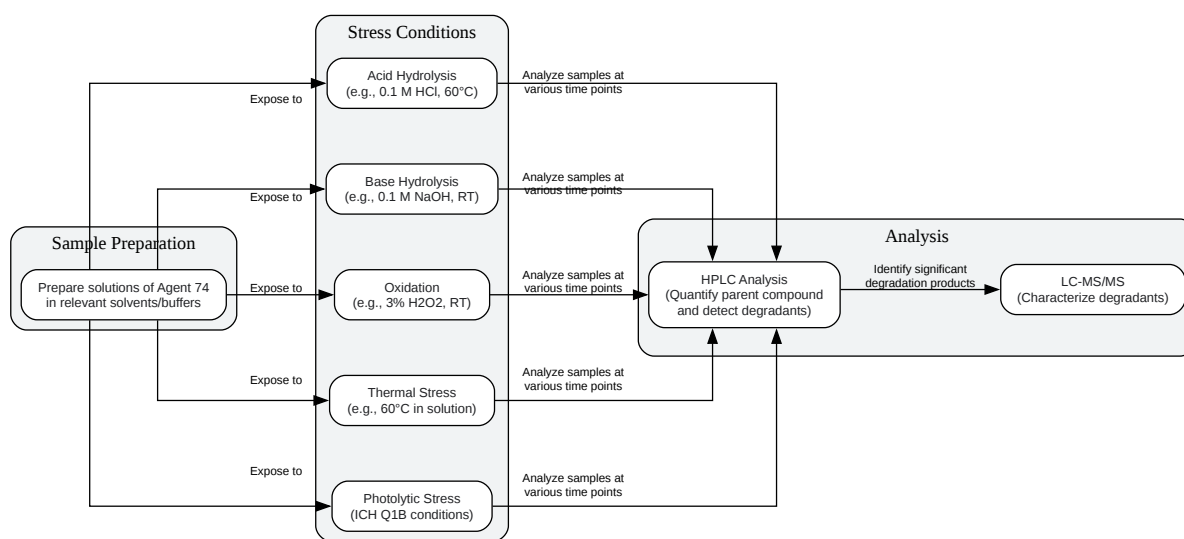 Stress Conditions
Acid Hydrolysis
(e.g., 0.1 M HCl, 60°C)
Expose to
Analyze samples at
various time points
Base Hydrolysis
(e.g., 0.1 M NaOH, RT)
Expose to
Analyze samples at
various time points
Sample Preparation
Prepare solutions of Agent 74
in relevant solvents/buffers
Expose to
Oxidation
(e.g., 3% H2O2, RT)
Analyze samples at
various time points
Analysis
HPLC Analysis
(Quantify parent compound
and detect degradants)
Identify significant
degradation products
LC-MS/MS
(Characterize degradants)
Expose to
Thermal Stress
(e.g., 60°C in solution)
Analyze samples at
various time points
Expose to
Photolytic Stress
(ICH Q1B conditions)
Analyze samples at
various time points